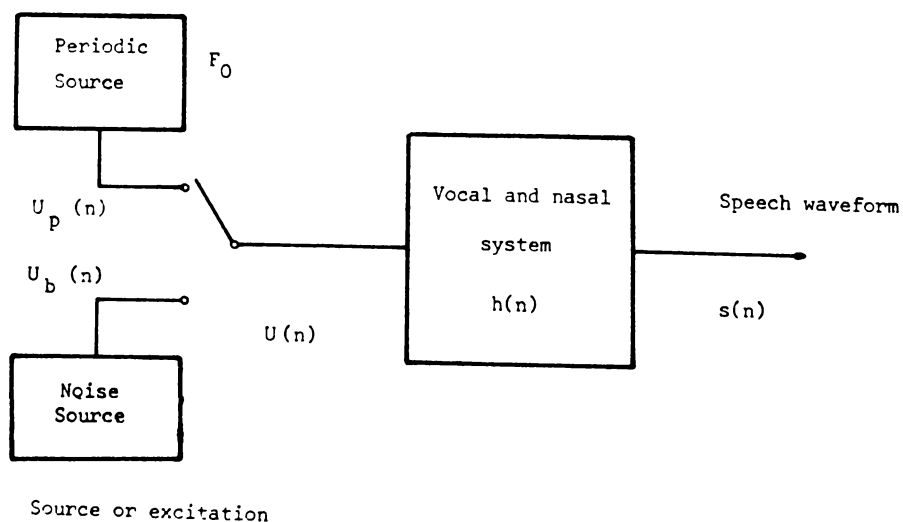 Periodic
Source
F0
Up (n)
Ub (n)
U(n)
Noise
Source
Vocal and nasal
system
h(n)
Speech waveform
s(n)
Source or excitation